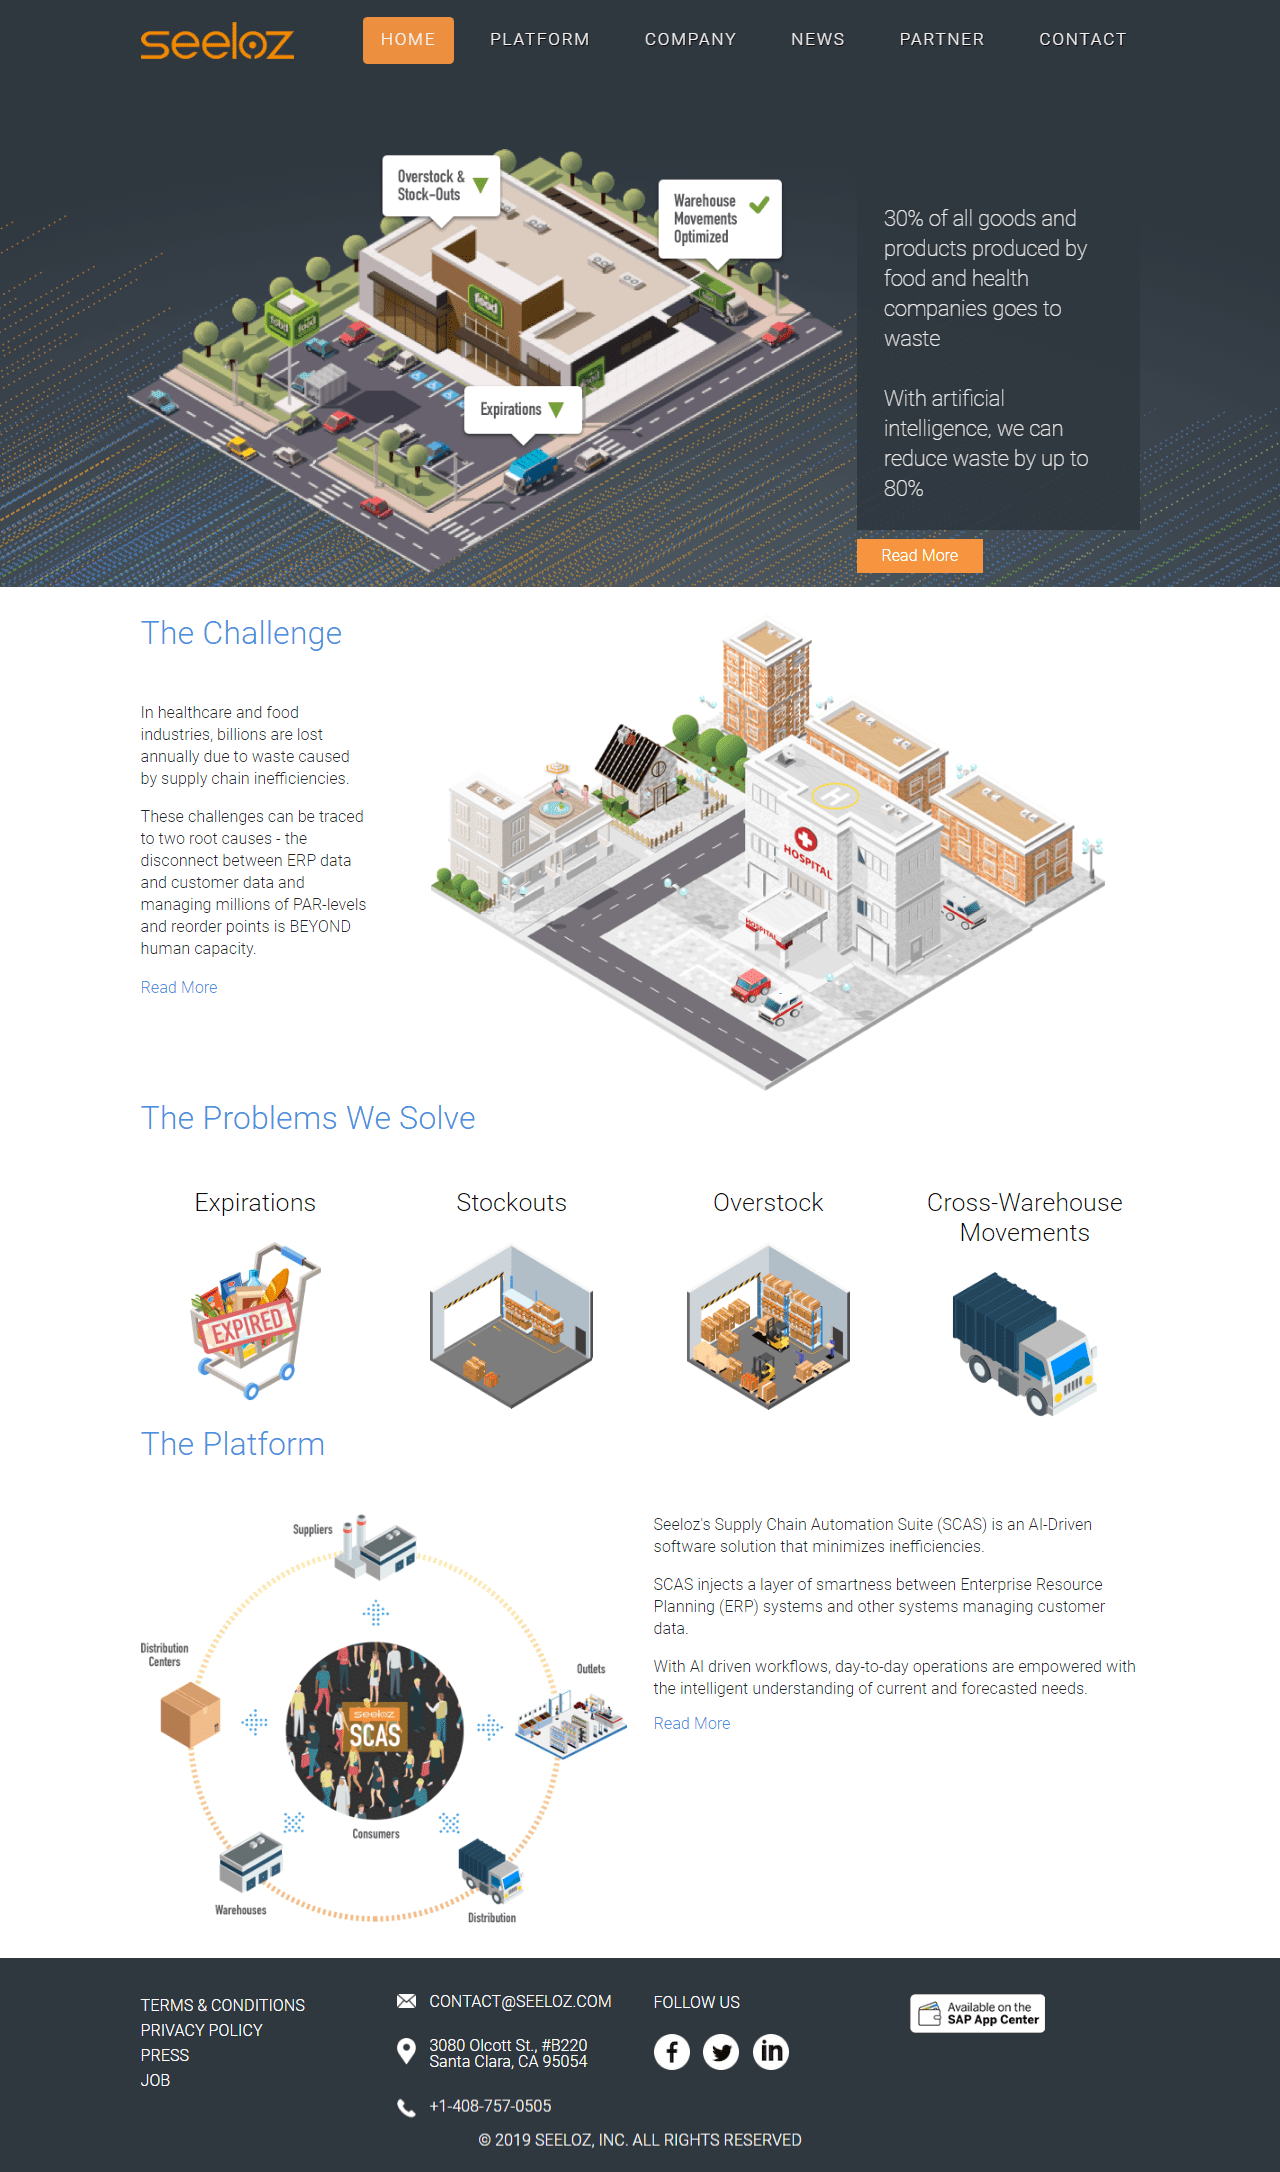 seeloz
HOME
PLATFORM
COMPANY
NEWS
PARTNER
CONTACT
Overstock &
Stock-Outs
Warehouse
Movements
Optimized
food
food
food
food
Expirations
30% of all goods and
products produced by
food and health
companies goes to
waste
With artificial
intelligence, we can
reduce waste by up to
80%
Read More
The Challenge
In healthcare and food
industries, billions are lost
annually due to waste caused
by supply chain inefficiencies.
These challenges can be traced
to two root causes - the
disconnect between ERP data
and customer data and
managing millions of PAR-levels
and reorder points is BEYOND
human capacity.
Read More
HOSPITAL
HOSPITAL
The Problems We Solve
Expirations
Stockouts
Overstock
Cross-Warehouse
Movements
EXPIRED
The Platform
Suppliers
Distribution
Centers
Outlets
seeloz
SCAS
Consumers
Warehouses
Distribution
Seeloz's Supply Chain Automation Suite (SCAS) is an AI-Driven
software solution that minimizes inefficiencies.
SCAS injects a layer of smartness between Enterprise Resource
Planning (ERP) systems and other systems managing customer
data.
With AI driven workflows, day-to-day operations are empowered with
the intelligent understanding of current and forecasted needs.
Read More
TERMS & CONDITIONS
PRIVACY POLICY
PRESS
JOB
CONTACT@SEELOZ.COM
3080 Olcott St., #B220
Santa Clara, CA 95054
+1-408-757-0505
FOLLOW US
Available on the
SAP App Center
© 2019 SEELOZ, INC. ALL RIGHTS RESERVED